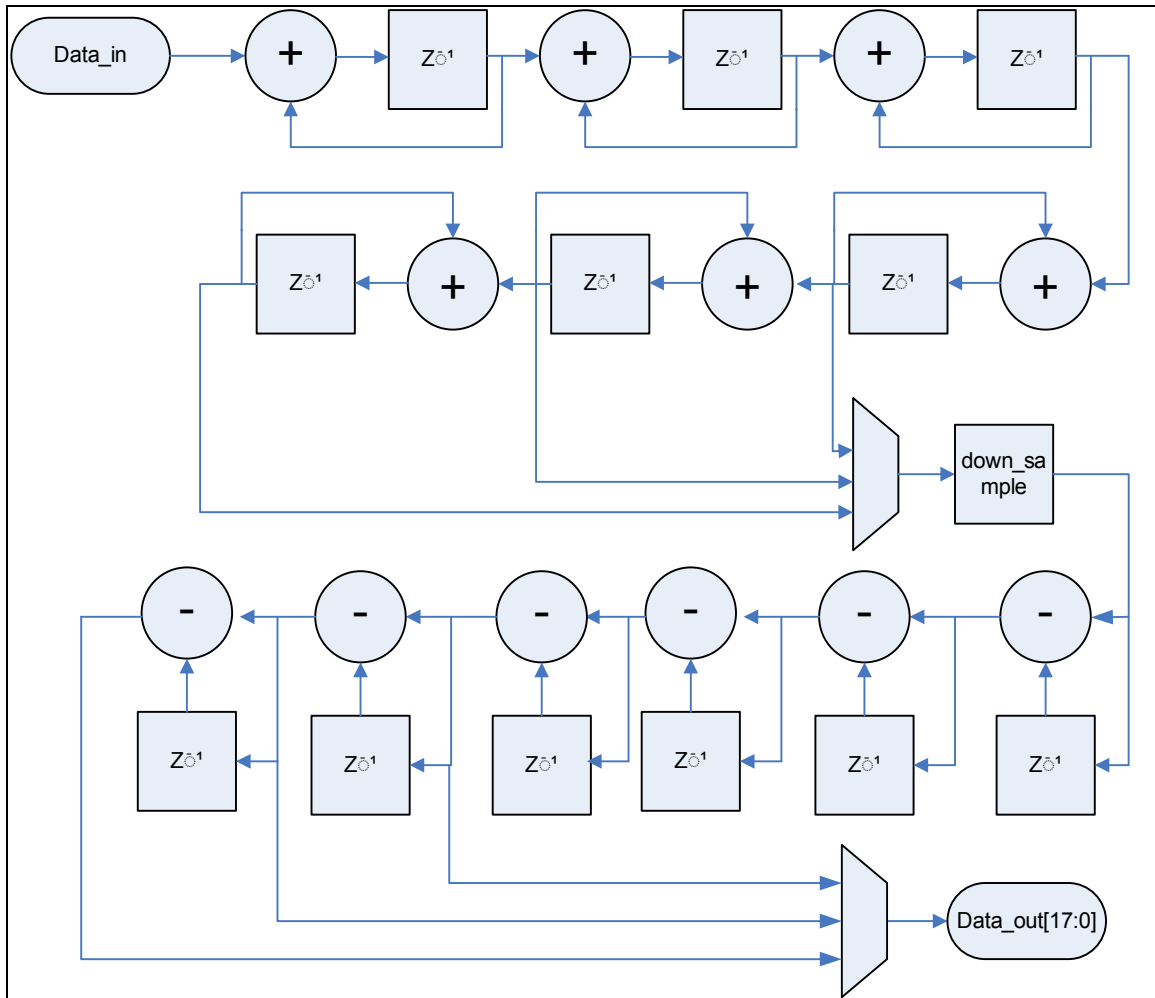 Data_in
+
Z◌̄¹
+
Z◌̄¹
+
Z◌̄¹
Z◌̄¹
+
Z◌̄¹
+
Z◌̄¹
+
down_sa
mple
-
-
-
-
-
-
Z◌̄¹
Z◌̄¹
Z◌̄¹
Z◌̄¹
Z◌̄¹
Z◌̄¹
Data_out[17:0]